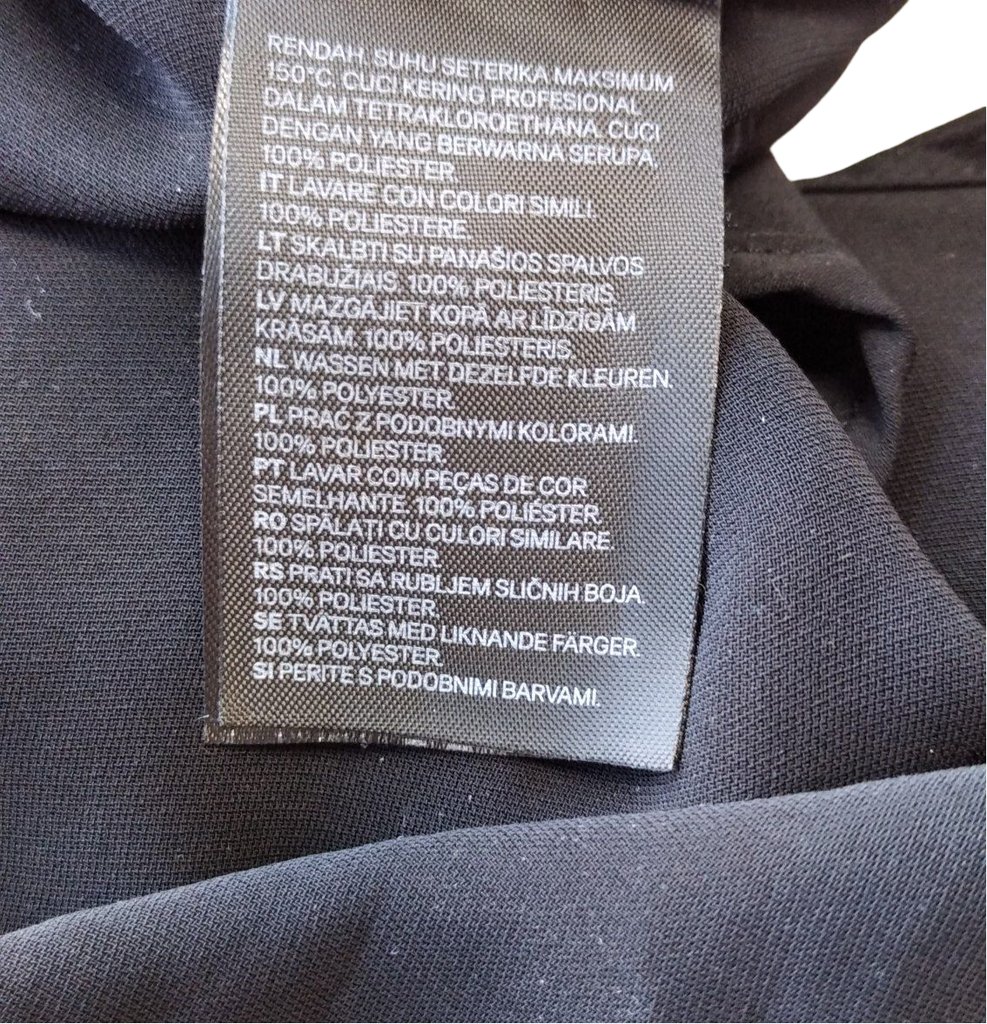 RENDAH, SUHU SETERIKA MAKSIMUM
150°C. CUCI KERING PROFESIONAL
DALAM TETRAKLOROETHANA. CUCI
DENGAN YANG BERWARNA SERUPA.
100% POLIESTER
IT LAVARE CON COLORI SIMILI.
100% POLIESTERE.
LT SKALBTI SU PANAŠIOS SPALVOS
DRABUŽIAIS. 100% POLIESTERIS.
LV MAZGĀJIET KOPĀ AR LĪDZĪGĀM
KRĀSĀM. 100% POLIESTERIS.
NL WASSEN MET DEZELFDE KLEUREN.
100% POLYESTER.
PL PRAĆ Z PODOBNYMI KOLORAMI.
100% POLIESTER.
PT LAVAR COM PEÇAS DE COR
SEMELHANTE. 100% POLIÉSTER.
RO SPĂLAȚI CU CULORI SIMILARE.
100% POLIESTER
RS PRATI SA RUBLJEM SLIČNIH BOJA.
100% POLIESTER.
SE TVÄTTAS MED LIKNANDE FÄRGER.
100% POLYESTER.
SI PERITE S PODOBNIMI BARVAMI.